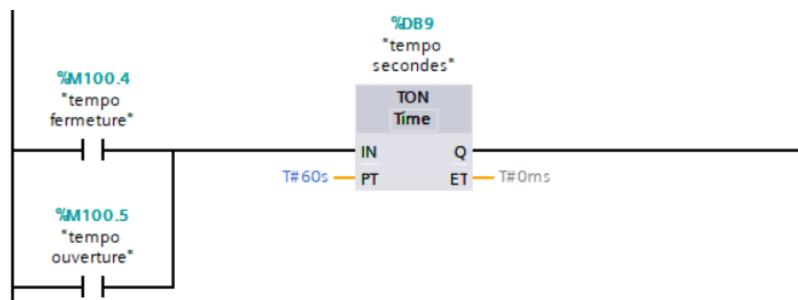 %DB9
"tempo
secondes"
%M100.4
"tempo
fermeture"
TON
Time
IN
Q
T#60s
PT
ET
T#0ms
%M100.5
"tempo
ouverture"